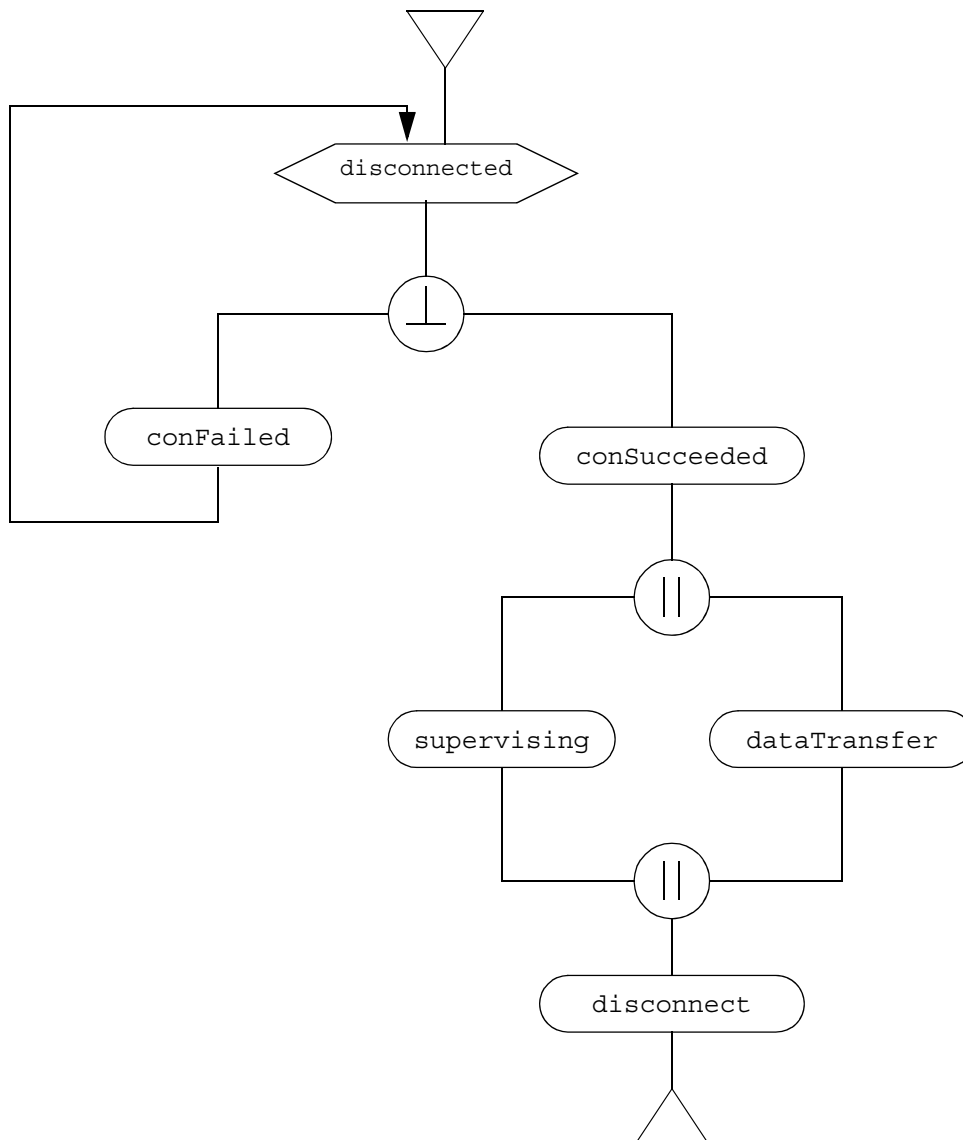 disconnected
conFailed
conSucceeded
supervising
dataTransfer
disconnect